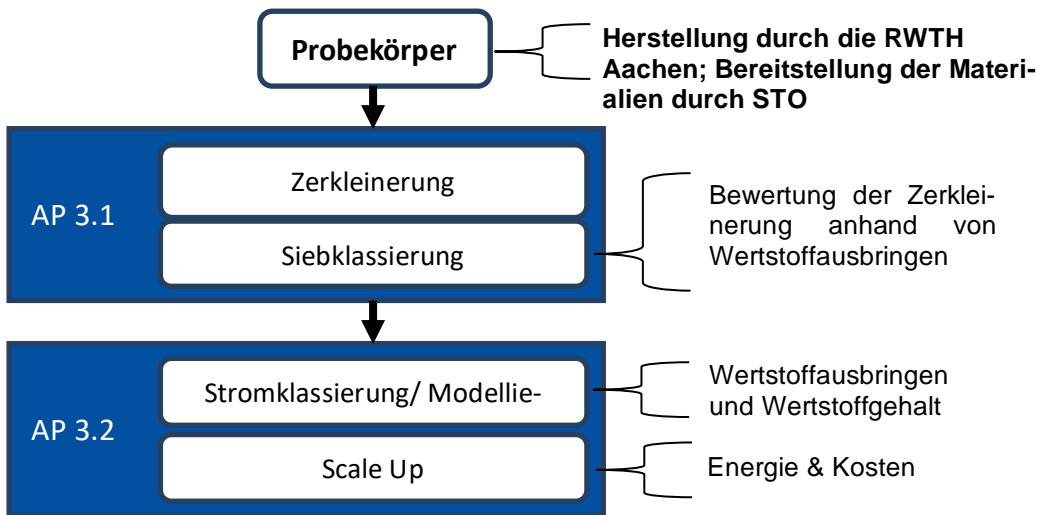 Probekörper
Herstellung durch die RWTH
Aachen; Bereitstellung der Materi-
alien durch STO
AP 3.1
Zerkleinerung
Siebklassierung
Bewertung der Zerklei-
nerung anhand von
Wertstoffausbringen
AP 3.2
Stromklassierung/ Modellie-
Wertstoffausbringen
und Wertstoffgehalt
Scale Up
Energie & Kosten